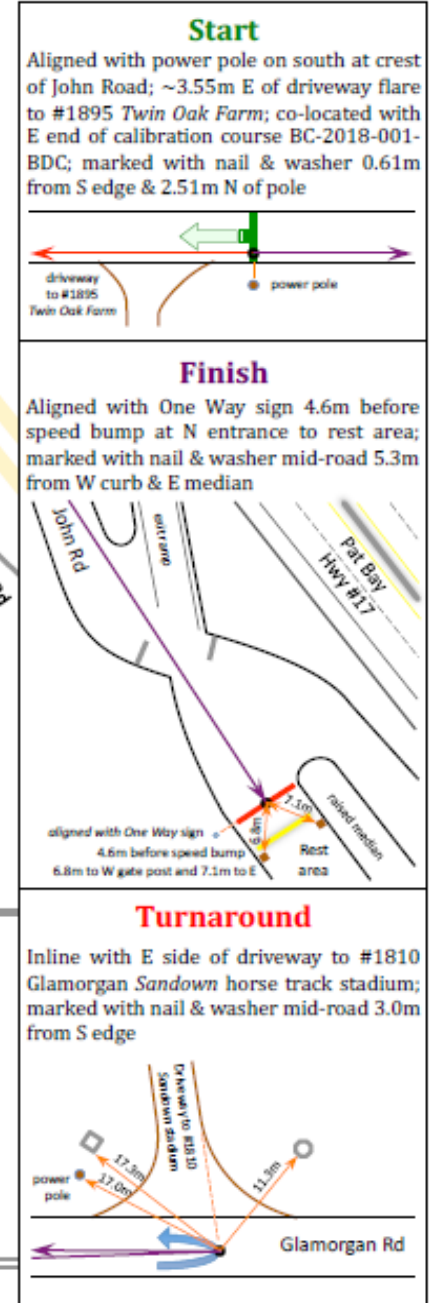 Start
Aligned with power pole on south at crest
of John Road; ~3.55m E of driveway flare
to #1895 Twin Oak Farm; co-located with
E end of calibration course BC-2018-001-
BDC; marked with nail & washer 0.61m
from S edge & 2.51m N of pole
driveway
to #1895
Twin Oak Farm
power pole
Finish
Aligned with One Way sign 4.6m before
speed bump at N entrance to rest area;
marked with nail & washer mid-road 5.3m
from W curb & E median
John Rd
entramp
Pat Bay
Hwy #17
7.1m
6.8m
raised median
aligned with One Way sign
4.6m before speed bump
6.8m to W gate post and 7.1m to E
Rest
area
Turnaround
Inline with E side of driveway to #1810
Glamorgan Sandown horse track stadium;
marked with nail & washer mid-road 3.0m
from S edge
Driveway to #1810
Sandown stadium
17.3m
power
pole
17.0m
11.3m
Glamorgan Rd